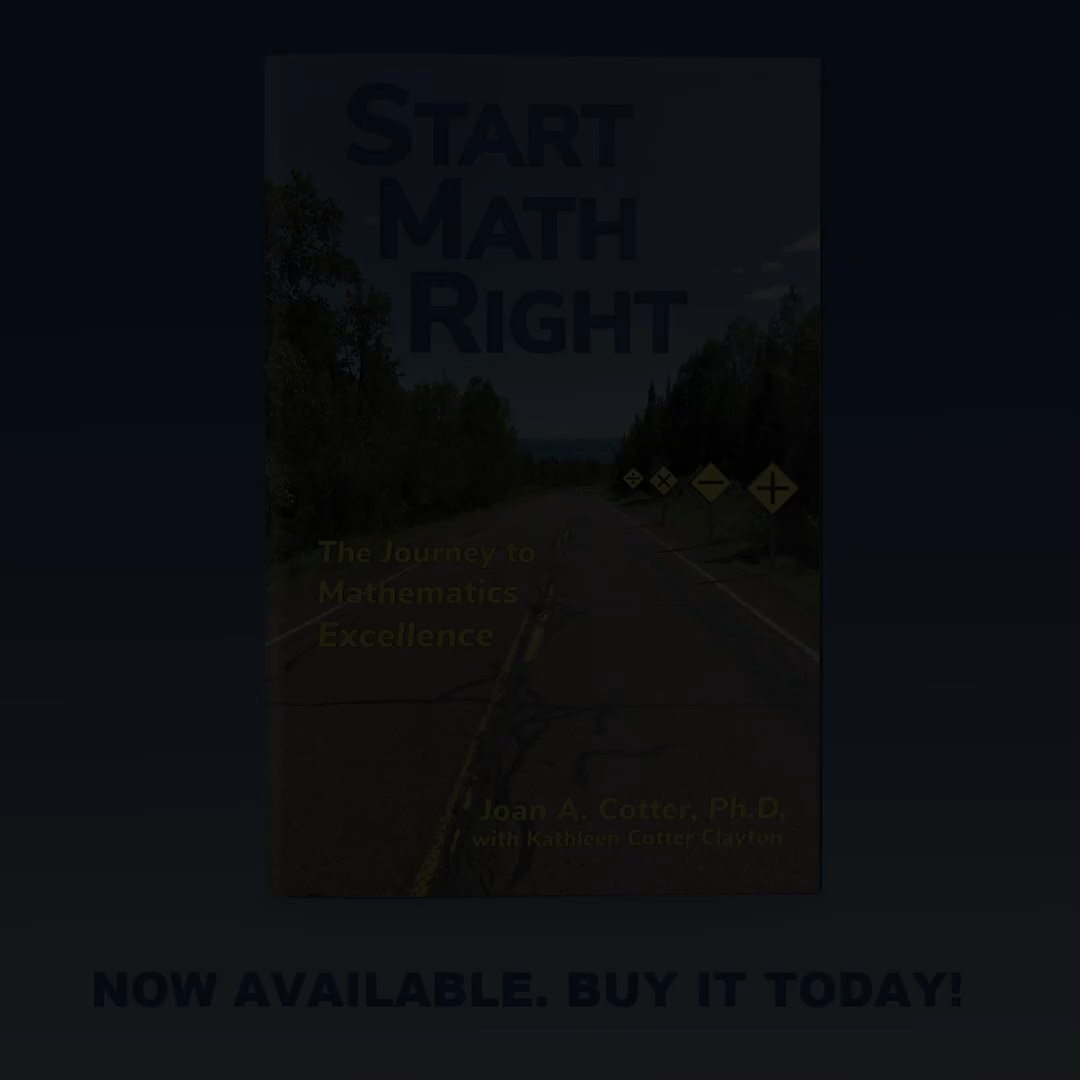 START
MATH
RIGHT
÷ × − +
The Journey to
Mathematics
Excellence
Joan A. Cotter, Ph.D.
with Kathleen Cotter Clayton
NOW AVAILABLE. BUY IT TODAY!